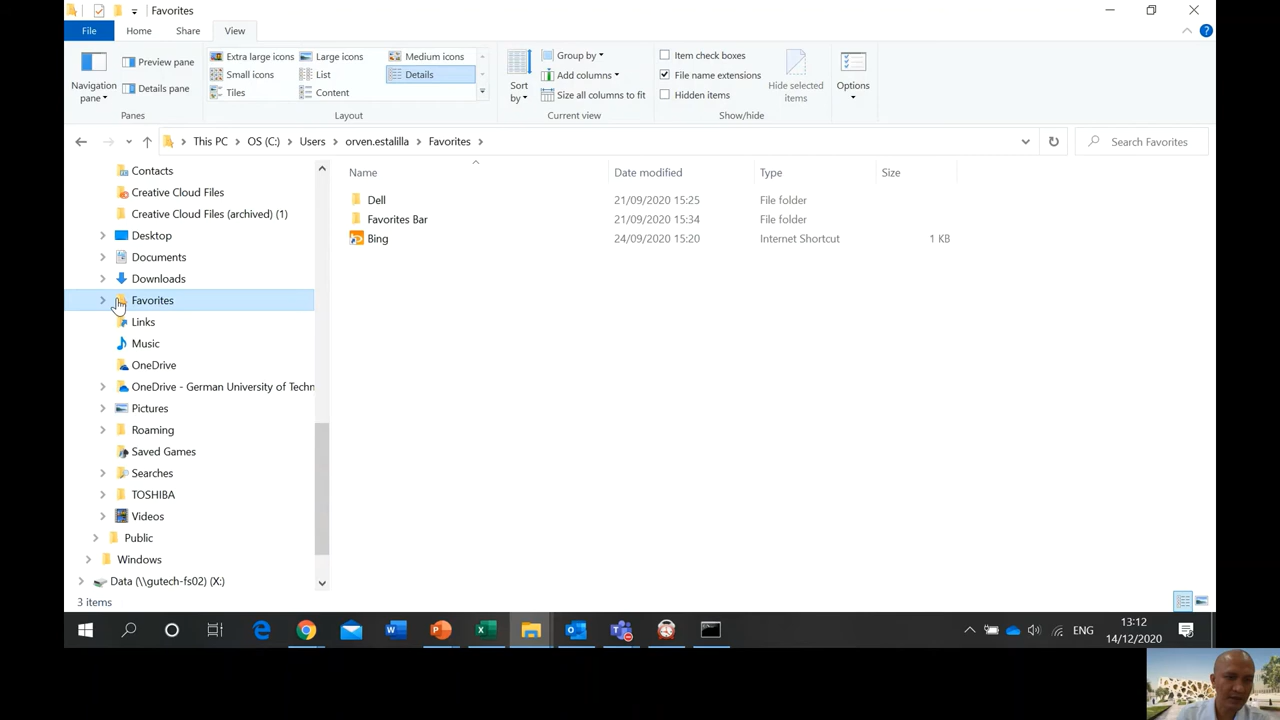 Favorites
File Home Share View
Navigation pane
Preview pane
Details pane
Panes
Extra large icons Large icons Medium icons
Small icons List Details
Tiles Content
Layout
Sort by
Group by
Add columns
Size all columns to fit
Current view
Item check boxes
File name extensions
Hidden items
Hide selected items
Show/hide
Options
This PC OS (C:) Users orven.estalilla Favorites
Search Favorites
Contacts
Creative Cloud Files
Creative Cloud Files (archived) (1)
Desktop
Documents
Downloads
Favorites
Links
Music
OneDrive
OneDrive - German University of Techn
Pictures
Roaming
Saved Games
Searches
TOSHIBA
Videos
Public
Windows
Data (\\gutech-fs02) (X:)
Name Date modified Type Size
Dell 21/09/2020 15:25 File folder
Favorites Bar 21/09/2020 15:34 File folder
Bing 24/09/2020 15:20 Internet Shortcut 1 KB
3 items
ENG
13:12
14/12/2020